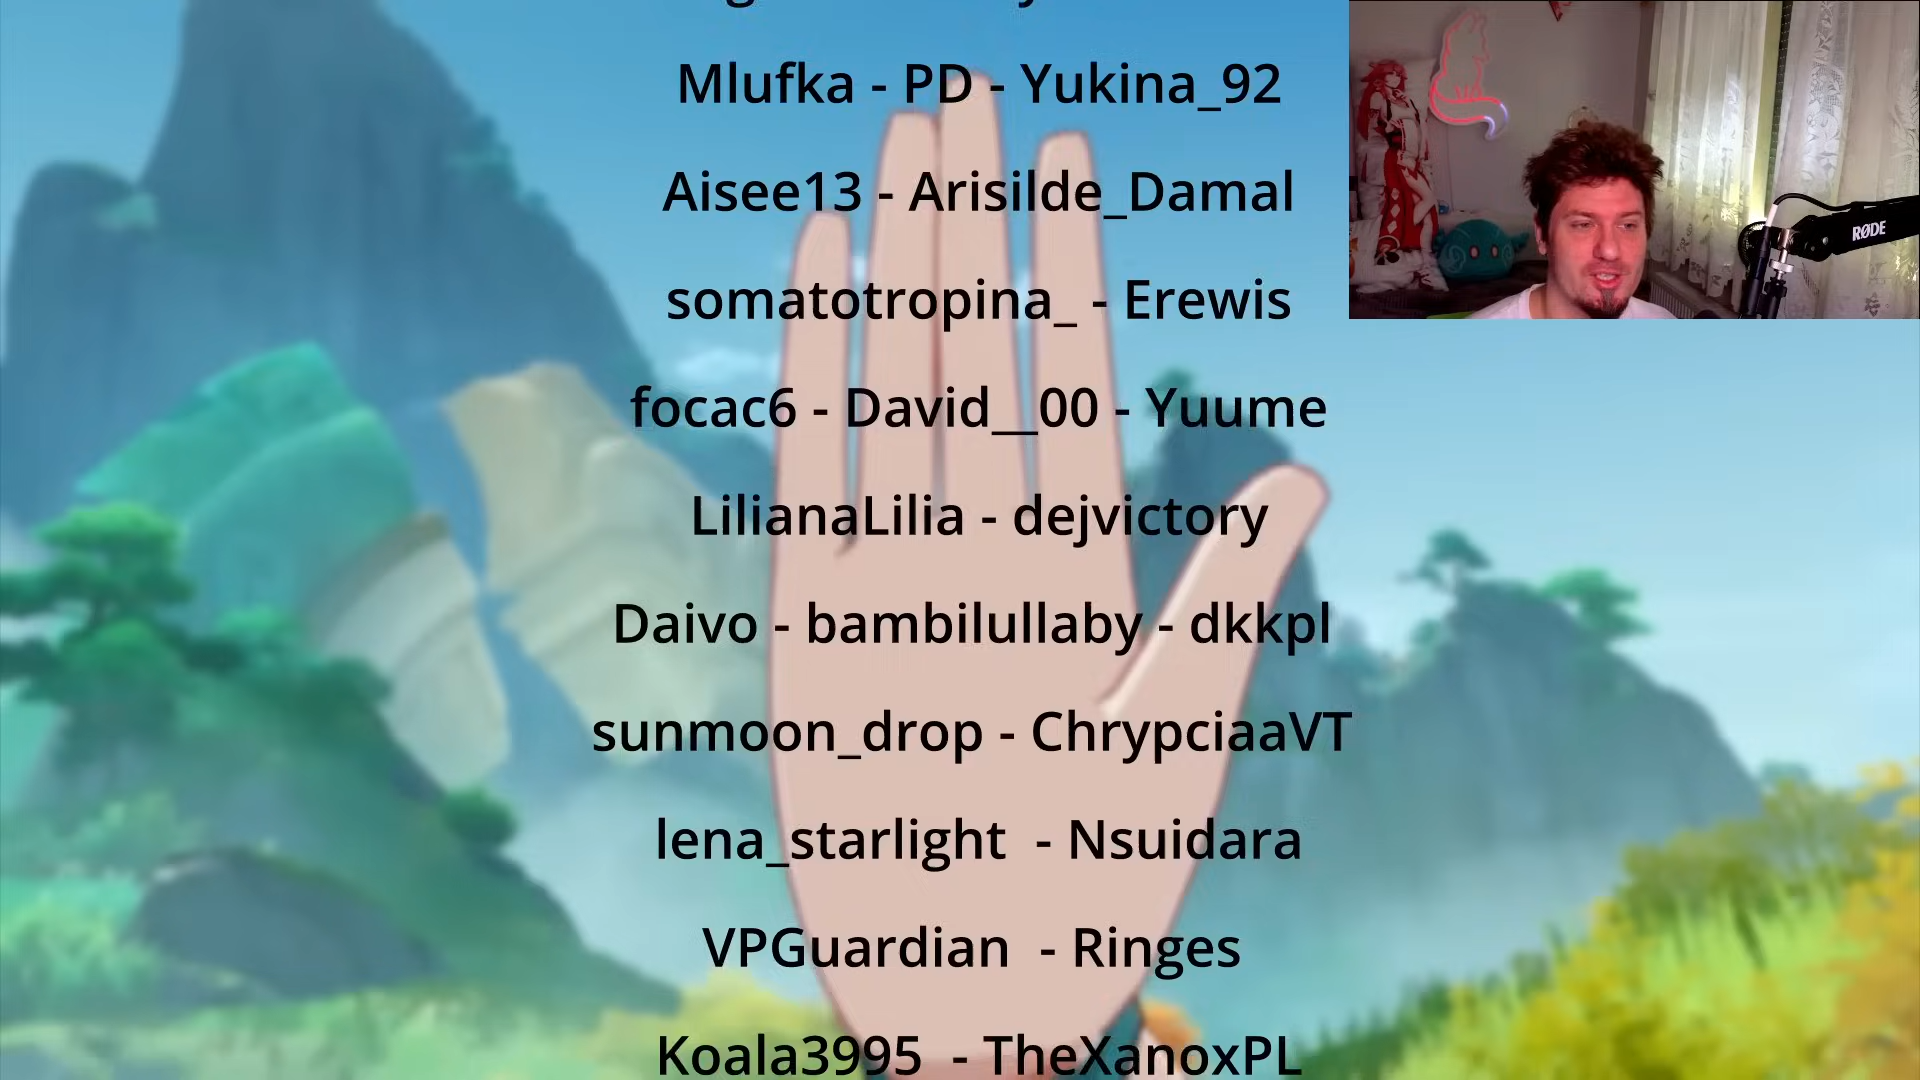 Mlufka - PD - Yukina_92
Aisee13 - Arisilde_Damal
somatotropina_ - Erewis
focac6 - David__00 - Yuume
LilianaLilia - dejvictory
Daivo - bambilullaby - dkkpl
sunmoon_drop - ChrypciaaVT
lena_starlight  - Nsuidara
VPGuardian  - Ringes
Koala3995  - TheXanoxPL
RØDE